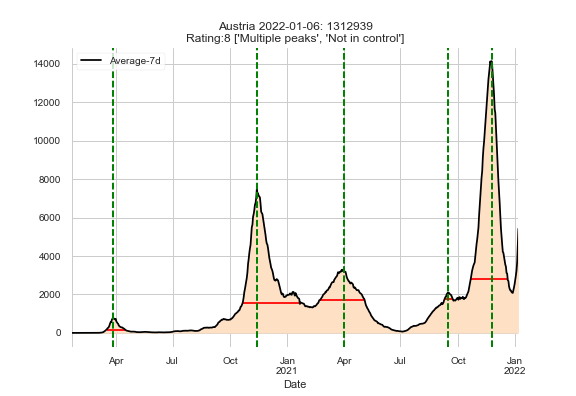 Austria 2022-01-06: 1312939
Rating:8 ['Multiple peaks', 'Not in control']
Average-7d
14000
12000
10000
8000
6000
4000
2000
0
Apr Jul Oct Jan Apr Jul Oct Jan
2021 2022
Date